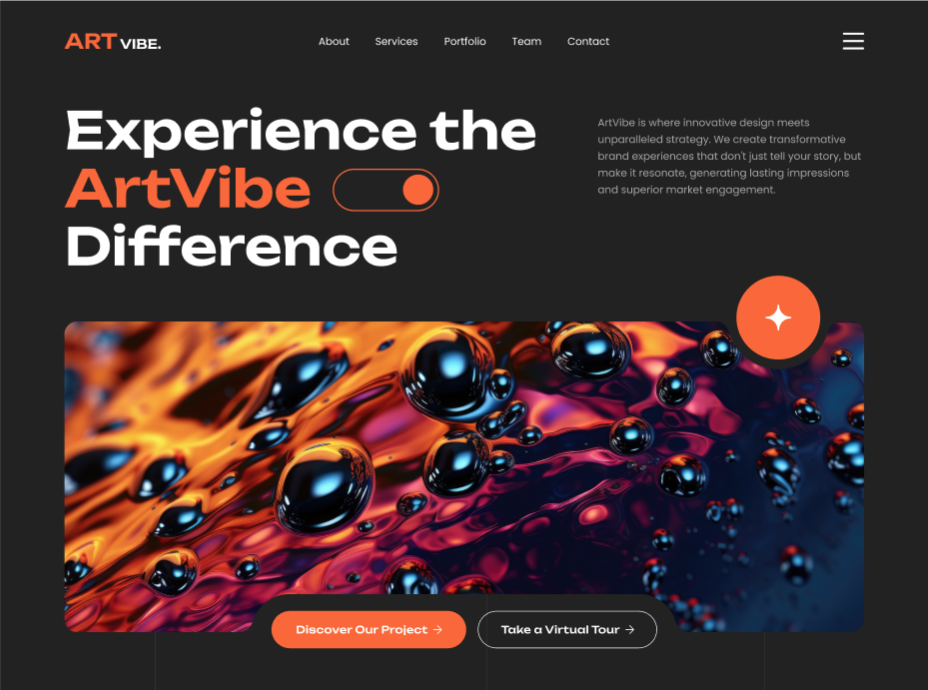 ART VIBE.
About Services Portfolio Team Contact
Experience the
ArtVibe
Difference
ArtVibe is where innovative design meets
unparalleled strategy. We create transformative
brand experiences that don't just tell your story, but
make it resonate, generating lasting impressions
and superior market engagement.
Discover Our Project →
Take a Virtual Tour →